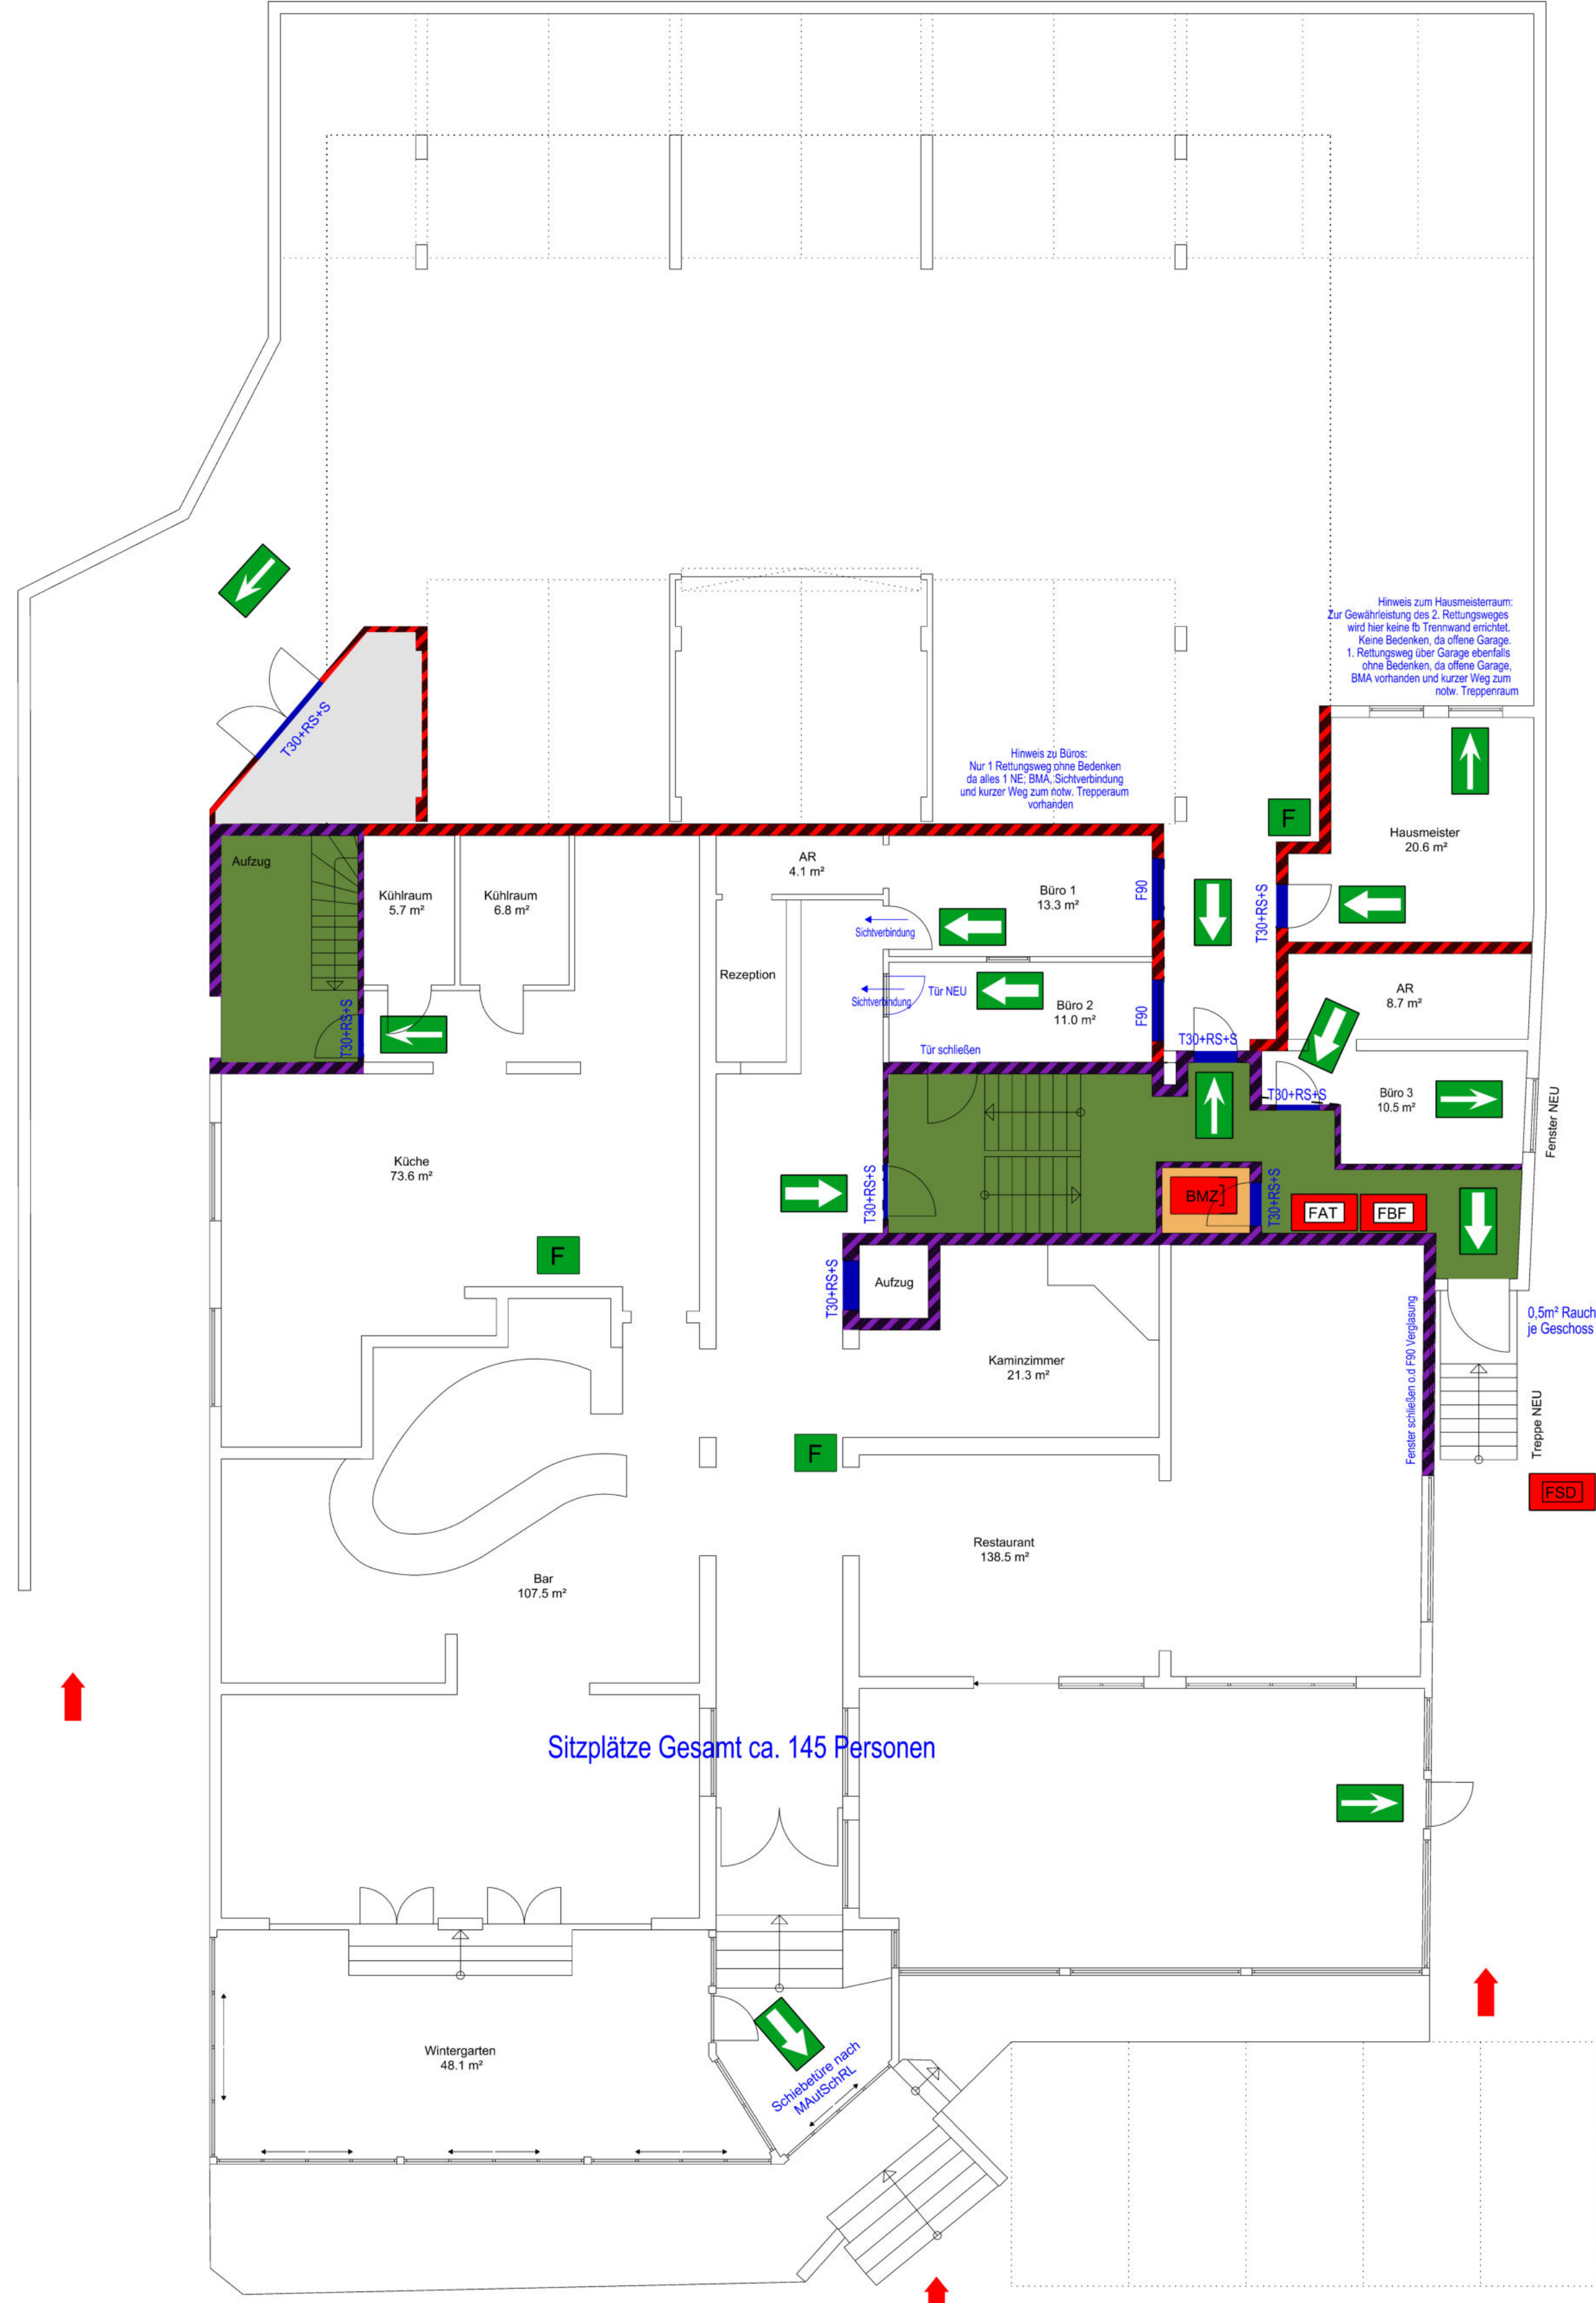 Hinweis zum Hausmeisterraum:
Zur Gewährleistung des 2. Rettungsweges
wird hier keine fb Trennwand errichtet.
Keine Bedenken, da offene Garage.
1. Rettungsweg über Garage ebenfalls
ohne Bedenken, da offene Garage,
BMA vorhanden und kurzer Weg zum
notw. Treppenraum
T30+RS+S
Hinweis zu Büros:
Nur 1 Rettungsweg ohne Bedenken
da alles 1 NE; BMA, Sichtverbindung
und kurzer Weg zum notw. Trepperaum
vorhanden
F
Hausmeister
20.6 m²
Aufzug
Kühlraum
5.7 m²
Kühlraum
6.8 m²
AR
4.1 m²
Büro 1
13.3 m²
F90
T30+RS+S
Sichtverbindung
Rezeption
Sichtverbindung
Tür NEU
Büro 2
11.0 m²
F90
AR
8.7 m²
T30+RS+S
Tür schließen
T30+RS+S
T30+RS+S
Büro 3
10.5 m²
Fenster NEU
Küche
73.6 m²
T30+RS+S
BMZ
T30+RS+S
FAT
FBF
F
T30+RS+S
Aufzug
0,5m² Rauch
je Geschoss
Fenster schließen o.d F90 Verglasung
Kaminzimmer
21.3 m²
Treppe NEU
F
FSD
Restaurant
138.5 m²
Bar
107.5 m²
Sitzplätze Gesamt ca. 145 Personen
Wintergarten
48.1 m²
Schiebetüre nach
MAutSchRL